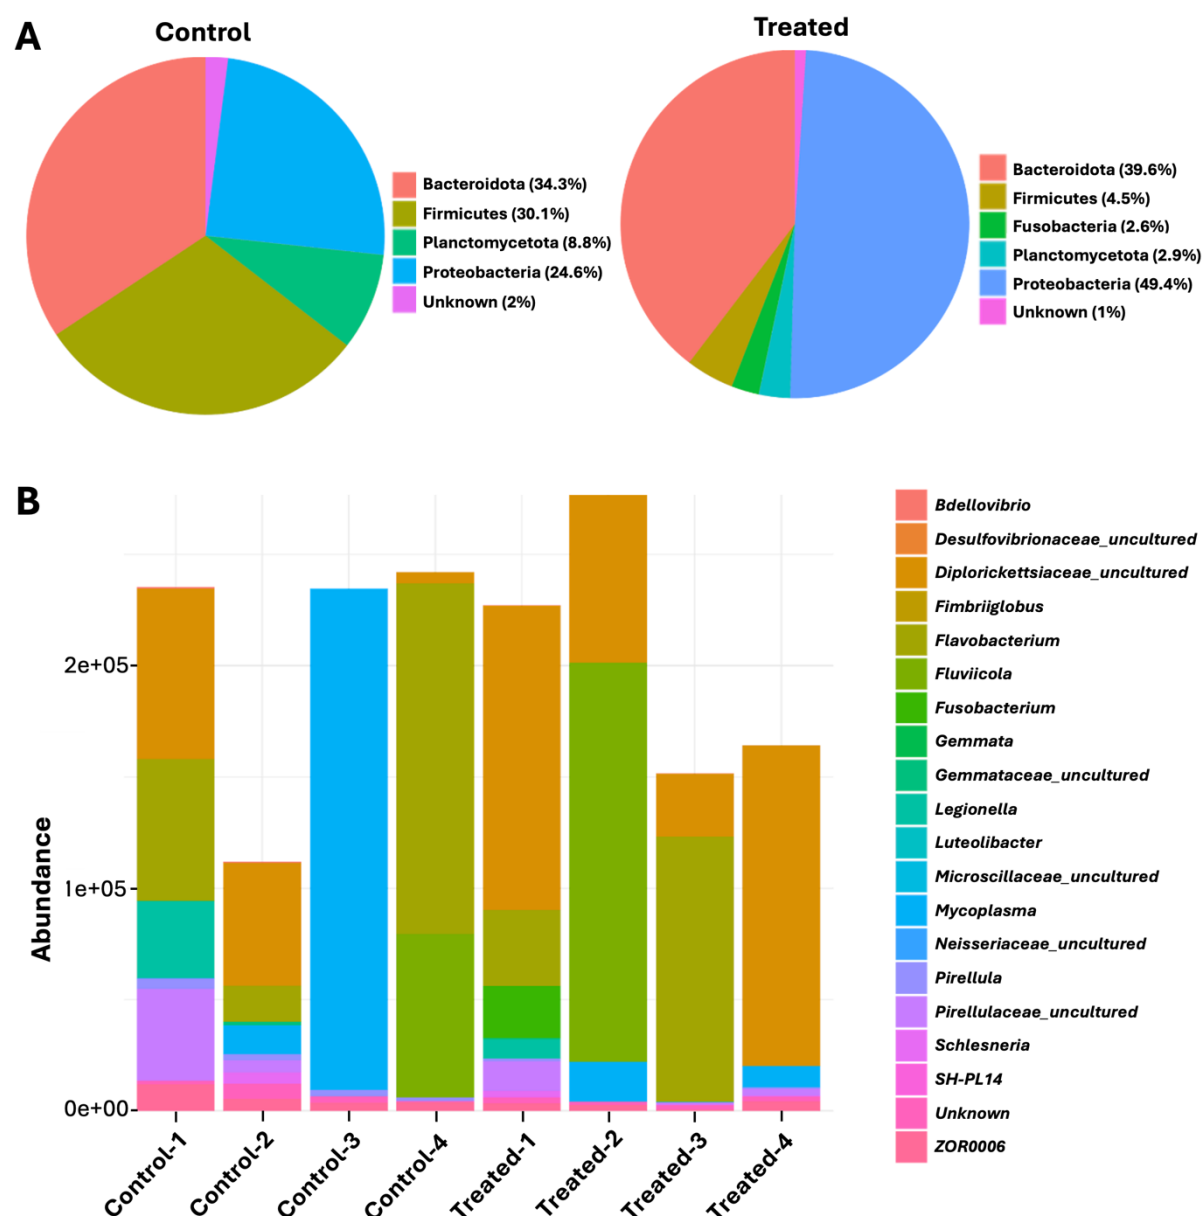 A
Control
Bacteroidota (34.3%)
Firmicutes (30.1%)
Planctomycetota (8.8%)
Proteobacteria (24.6%)
Unknown (2%)
Treated
Bacteroidota (39.6%)
Firmicutes (4.5%)
Fusobacteria (2.6%)
Planctomycetota (2.9%)
Proteobacteria (49.4%)
Unknown (1%)
B
Abundance
2e+05
1e+05
0e+00
Control-1
Control-2
Control-3
Control-4
Treated-1
Treated-2
Treated-3
Treated-4
Bdellovibrio
Desulfovibrionaceae_uncultured
Diplorickettsiaceae_uncultured
Fimbriiglobus
Flavobacterium
Fluviicola
Fusobacterium
Gemmata
Gemmataceae_uncultured
Legionella
Luteolibacter
Microscillaceae_uncultured
Mycoplasma
Neisseriaceae_uncultured
Pirellula
Pirellulaceae_uncultured
Schlesneria
SH-PL14
Unknown
ZOR0006